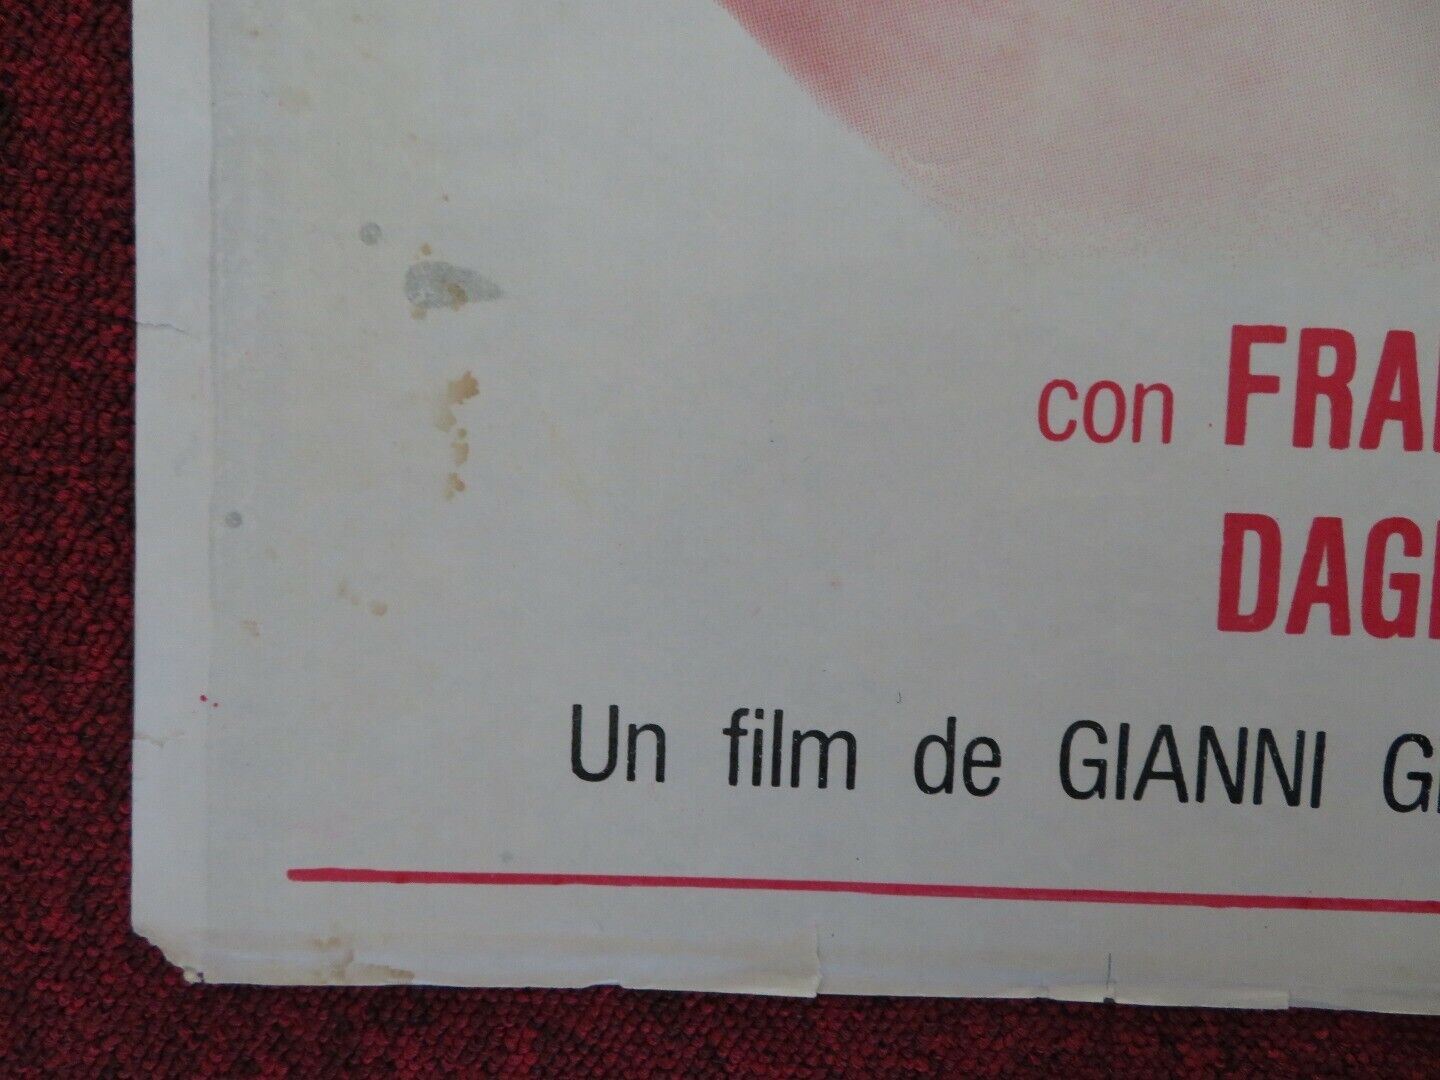 con FRA
DAG
Un film de GIANNI G